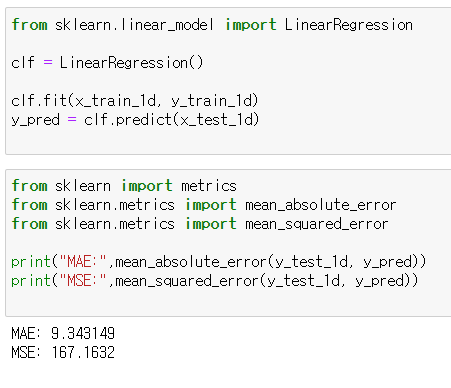 from sklearn.linear_model import LinearRegression
clf = LinearRegression()
clf.fit(x_train_1d, y_train_1d)
y_pred = clf.predict(x_test_1d)
from sklearn import metrics
from sklearn.metrics import mean_absolute_error
from sklearn.metrics import mean_squared_error
print("MAE:",mean_absolute_error(y_test_1d, y_pred))
print("MSE:",mean_squared_error(y_test_1d, y_pred))
MAE: 9.343149
MSE: 167.1632